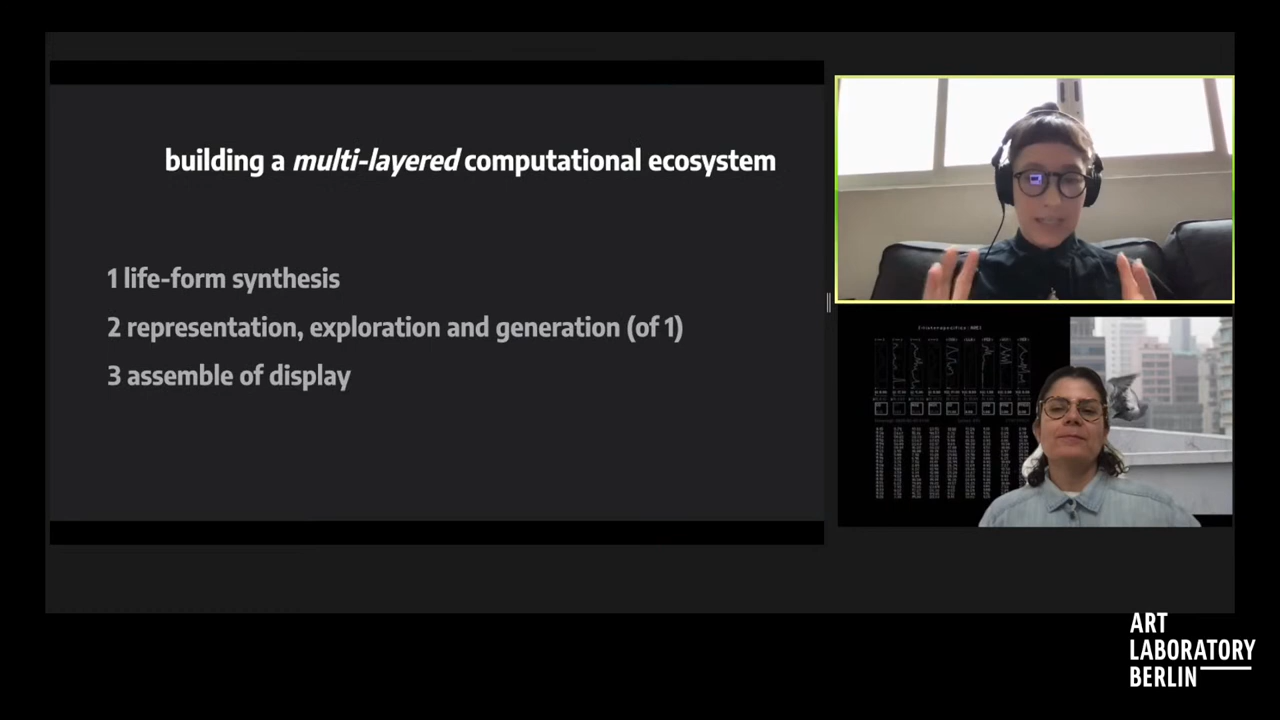 building a multi-layered computational ecosystem
1 life-form synthesis
2 representation, exploration and generation (of 1)
3 assemble of display
ART
LABORATORY
BERLIN